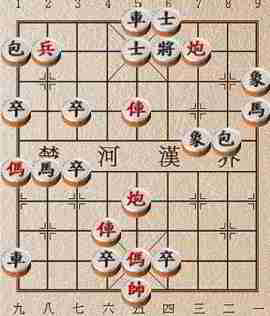 1 2 3 4 5 6 7 8 9
車 士
包 兵 士 將 炮
象
卒 卒 俥 馬
象 包
楚 河 漢 界
傌 馬 卒
炮
俥
車 卒 傌 卒
帥
九 八 七 六 五 四 三 二 一